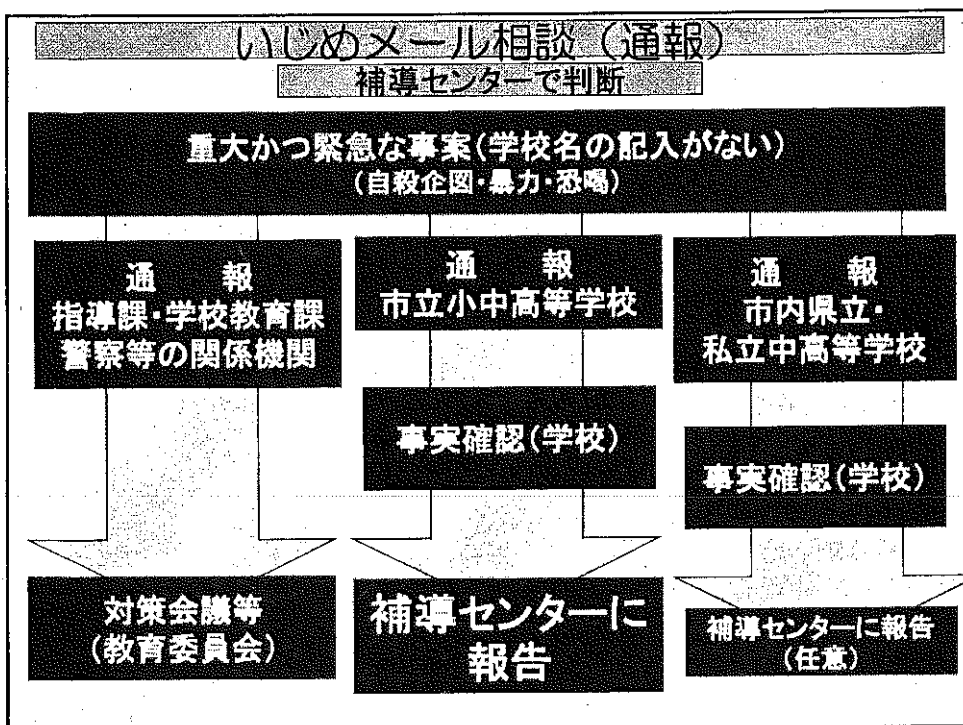 いじめメール相談（通報）
補導センターで判断
重大かつ緊急な事案(学校名の記入がない)
(自殺企図・暴力・恐喝)
通　報
指導課・学校教育課
警察等の関係機関
対策会議等
(教育委員会)
通　報
市立小中高等学校
事実確認(学校)
補導センターに
報告
通　報
市内県立・
私立中高等学校
事実確認(学校)
補導センターに報告
(任意)